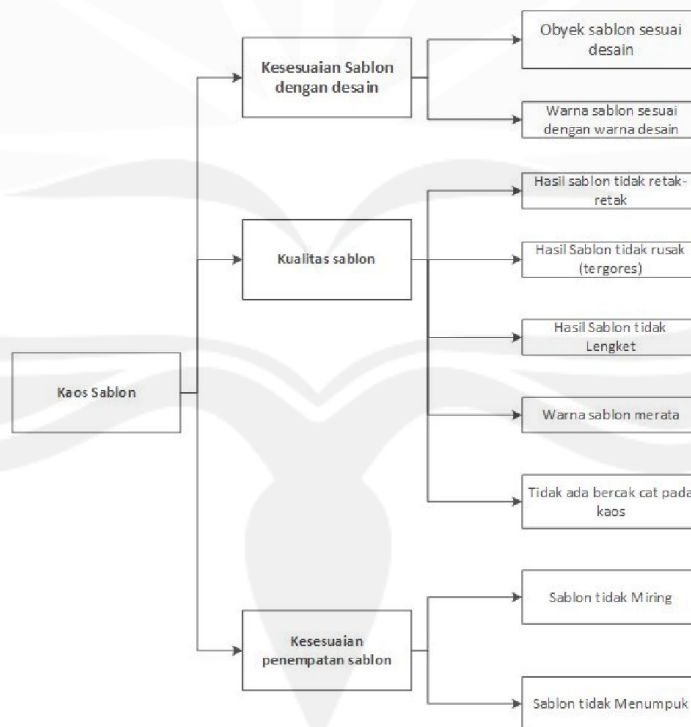 Kaos Sablon
Kesesuaian Sablon
dengan desain
Obyek sablon sesuai
desain
Warna sablon sesuai
dengan warna desain
Kualitas sablon
Hasil sablon tidak retak-
retak
Hasil Sablon tidak rusak
(tergores)
Hasil Sablon tidak
Lengket
Warna sablon merata
Tidak ada bercak cat pada
kaos
Kesesuaian
penempatan sablon
Sablon tidak Miring
Sablon tidak Menumpuk